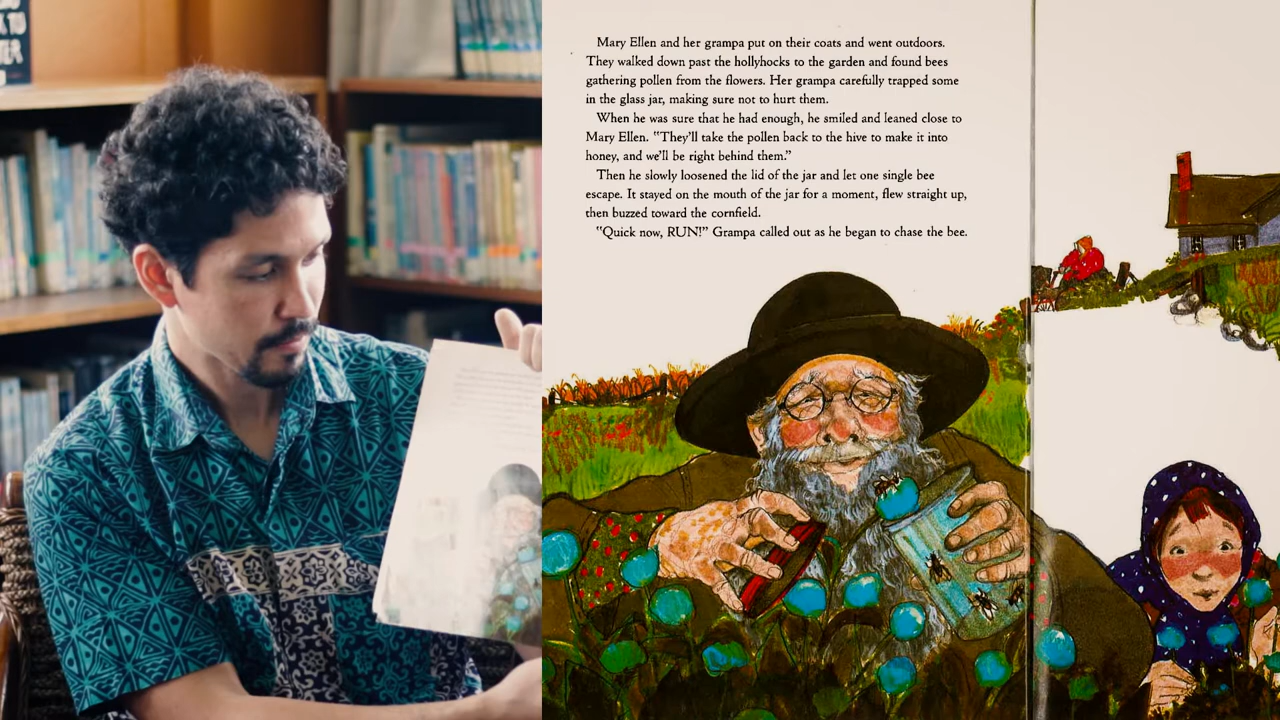 Mary Ellen and her grampa put on their coats and went outdoors.
They walked down past the hollyhocks to the garden and found bees
gathering pollen from the flowers. Her grampa carefully trapped some
in the glass jar, making sure not to hurt them.
When he was sure that he had enough, he smiled and leaned close to
Mary Ellen. “They’ll take the pollen back to the hive to make it into
honey, and we’ll be right behind them.”
Then he slowly loosened the lid of the jar and let one single bee
escape. It stayed on the mouth of the jar for a moment, flew straight up,
then buzzed toward the cornfield.
“Quick now, RUN!” Grampa called out as he began to chase the bee.